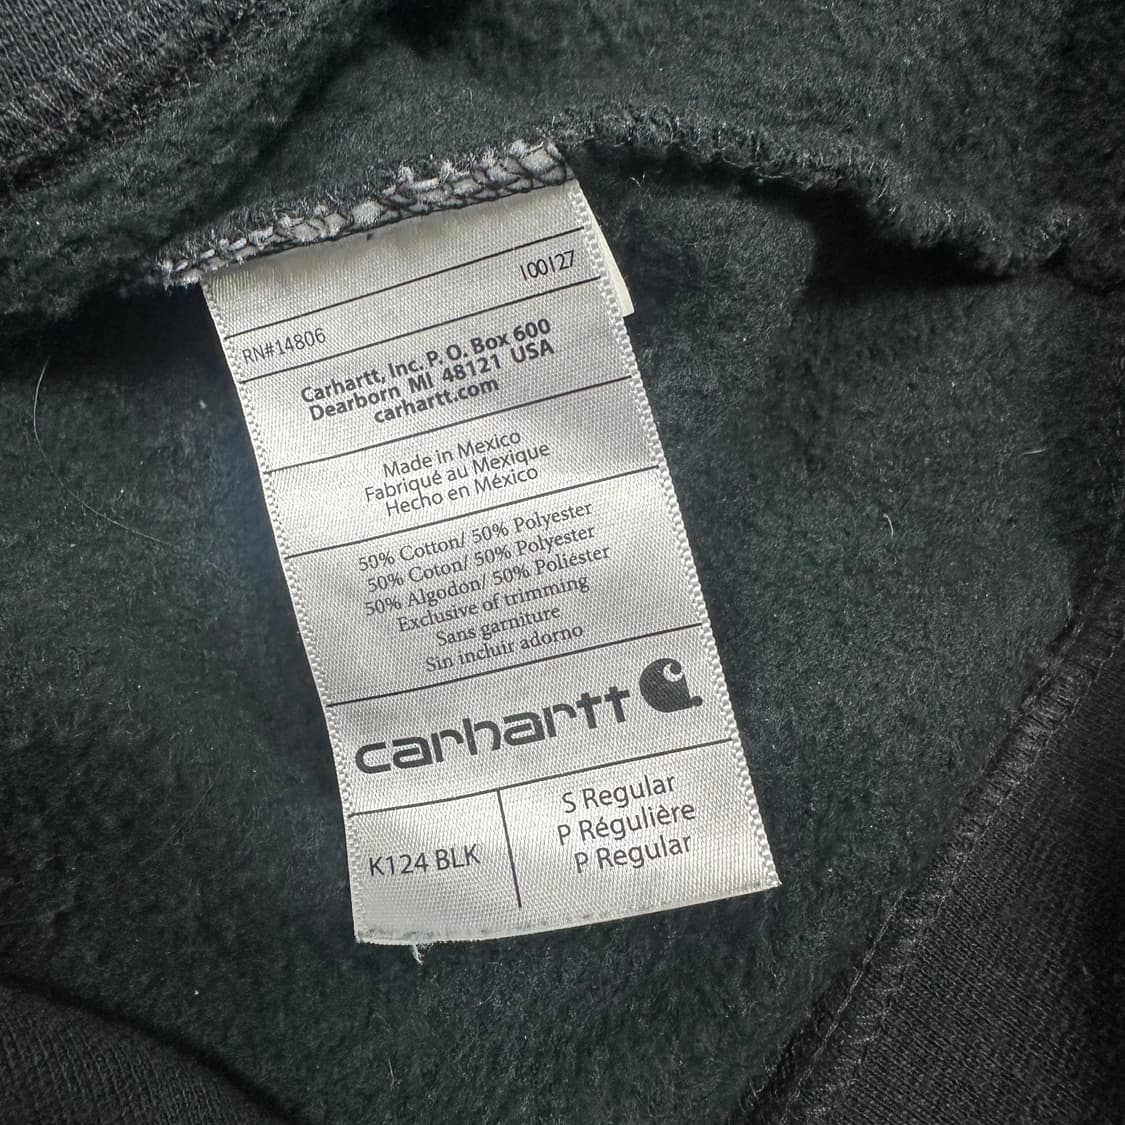 100127
RN#14806
Carhartt, Inc. P. O. Box 600
Dearborn MI 48121 USA
carhartt.com
Made in Mexico
Fabriqué au Mexique
Hecho en México
50% Cotton/ 50% Polyester
50% Coton/ 50% Polyester
50% Algodon/ 50% Poliéster
Exclusive of trimming
Sans garniture
Sin incluir adorno
carhartt
K124 BLK
S Regular
P Régulière
P Regular